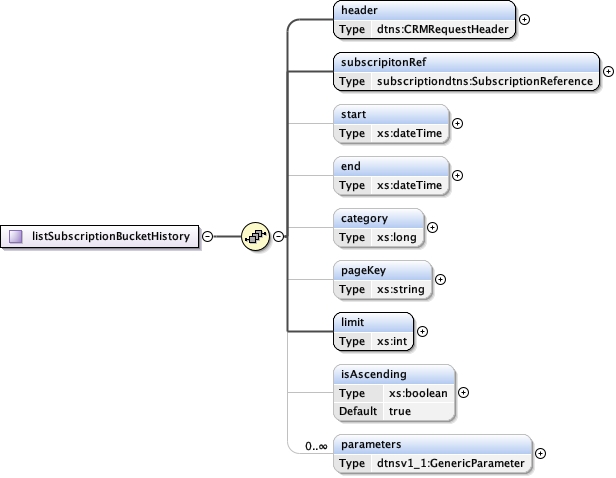 header
Type dtns:CRMRequestHeader
subscripitonRef
Type subscriptiondtns:SubscriptionReference
start
Type xs:dateTime
end
Type xs:dateTime
listSubscriptionBucketHistory
category
Type xs:long
pageKey
Type xs:string
limit
Type xs:int
isAscending
Type xs:boolean
Default true
0..∞
parameters
Type dtnsv1_1:GenericParameter